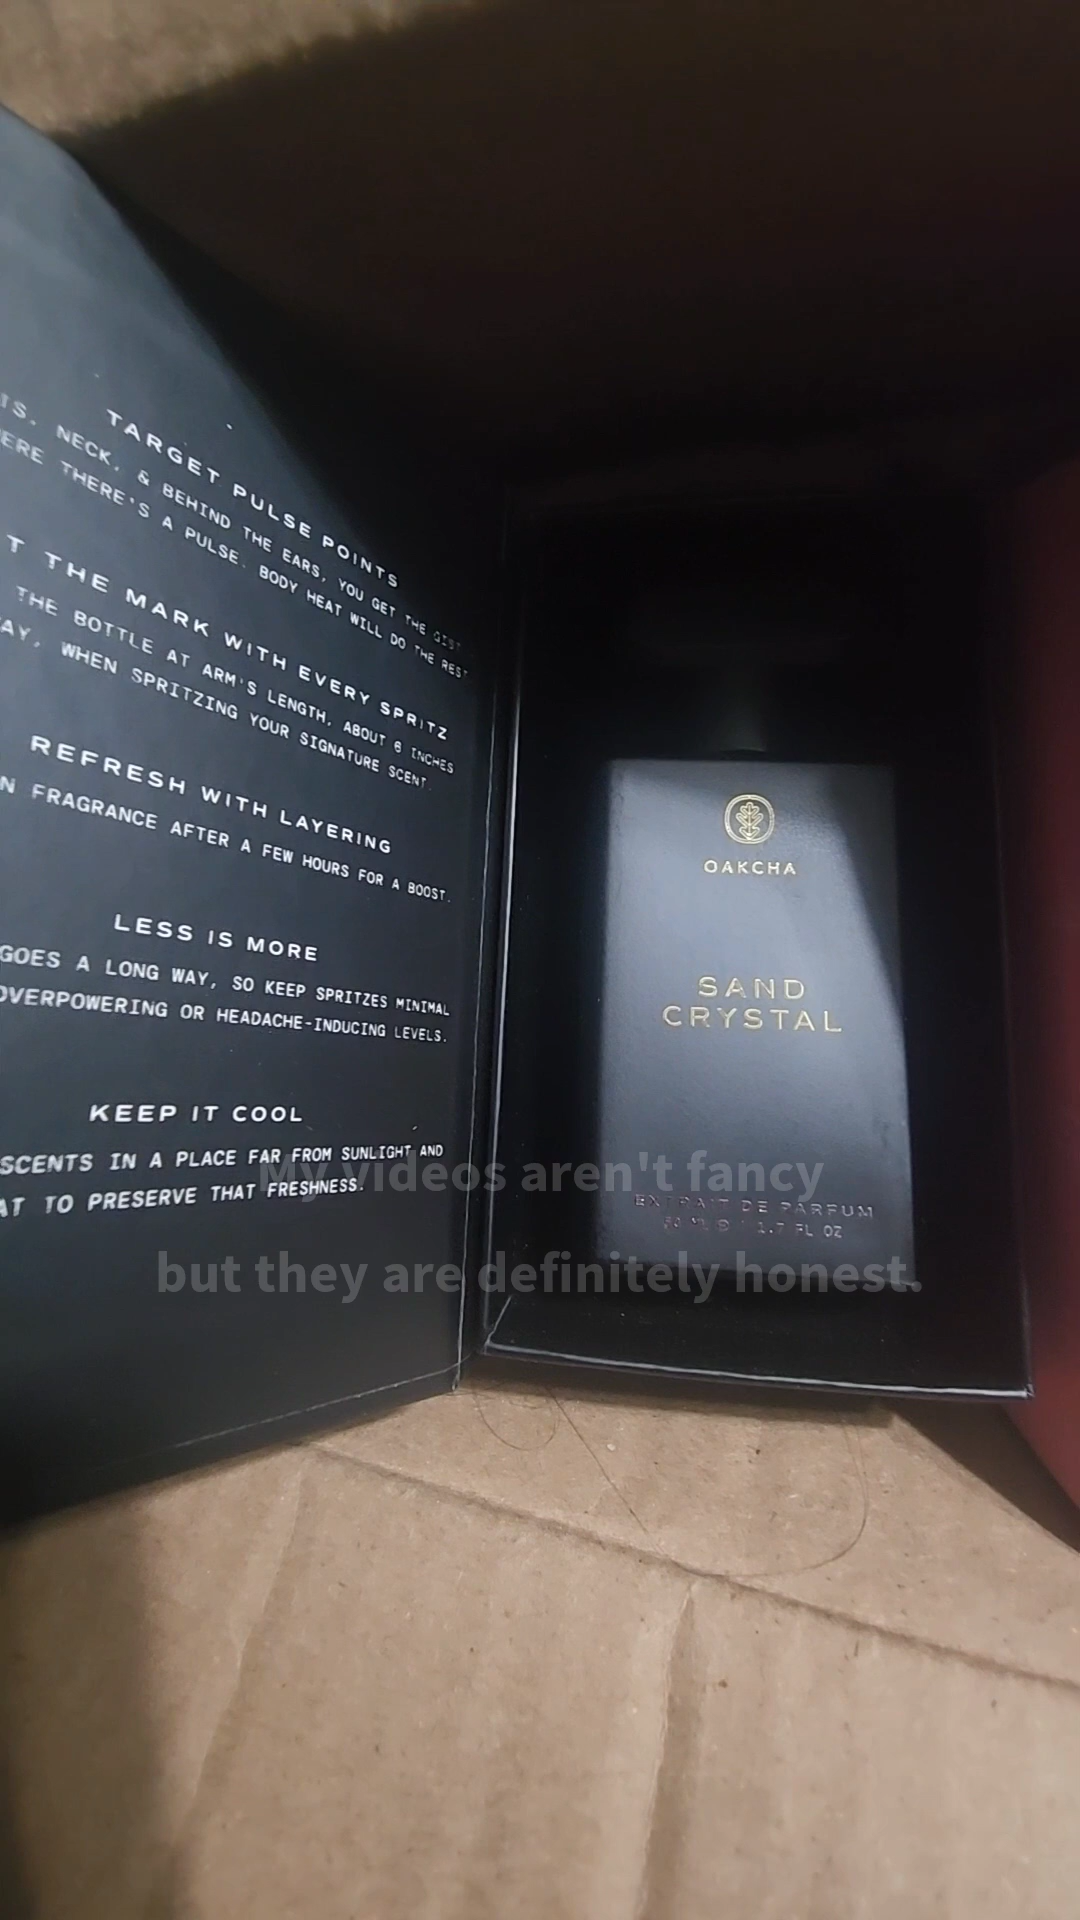 TARGET PULSE POINTS
NECK, & BEHIND THE EARS, YOU GET THE GIST.
THERE'S A PULSE. BODY HEAT WILL DO THE REST
THE MARK WITH EVERY SPRITZ
THE BOTTLE AT ARM'S LENGTH, ABOUT 6 INCHES
WHEN SPRITZING YOUR SIGNATURE SCENT.
REFRESH WITH LAYERING
FRAGRANCE AFTER A FEW HOURS FOR A BOOST.
LESS IS MORE
GOES A LONG WAY, SO KEEP SPRITZES MINIMAL
OVERPOWERING OR HEADACHE-INDUCING LEVELS.
KEEP IT COOL
SCENTS IN A PLACE FAR FROM SUNLIGHT AND
TO PRESERVE THAT FRESHNESS.
OAKCHA
SAND
CRYSTAL
EXTRAIT DE PARFUM
1.7 FL OZ
My videos aren't fancy
but they are definitely honest.